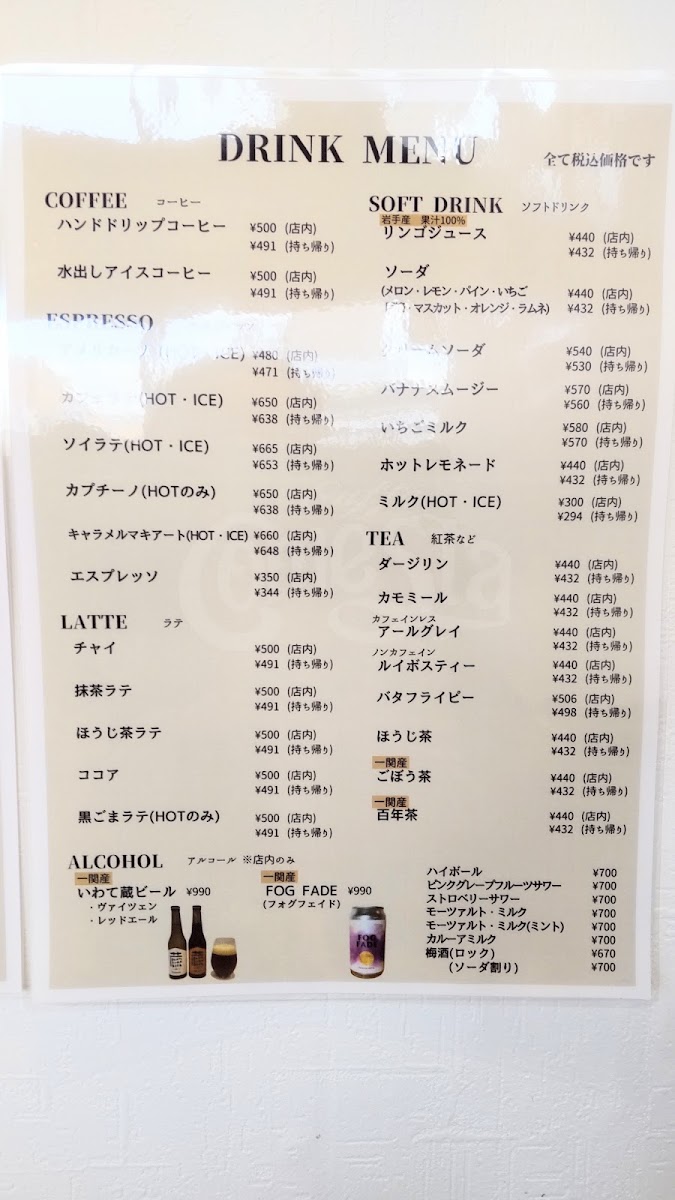 DRINK MENU
全て税込価格です
COFFEE コーヒー
ハンドドリップコーヒー ¥500 (店内)
¥491 (持ち帰り)
水出しアイスコーヒー ¥500 (店内)
¥491 (持ち帰り)
ESPRESSO
(HOT・ICE) ¥480 (店内)
¥471 (持ち帰り)
(HOT・ICE) ¥650 (店内)
¥638 (持ち帰り)
ソイラテ(HOT・ICE) ¥665 (店内)
¥653 (持ち帰り)
カプチーノ(HOTのみ) ¥650 (店内)
¥638 (持ち帰り)
キャラメルマキアート(HOT・ICE) ¥660 (店内)
¥648 (持ち帰り)
エスプレッソ ¥350 (店内)
¥344 (持ち帰り)
LATTE ラテ
チャイ ¥500 (店内)
¥491 (持ち帰り)
抹茶ラテ ¥500 (店内)
¥491 (持ち帰り)
ほうじ茶ラテ ¥500 (店内)
¥491 (持ち帰り)
ココア ¥500 (店内)
¥491 (持ち帰り)
黒ごまラテ(HOTのみ) ¥500 (店内)
¥491 (持ち帰り)
SOFT DRINK ソフトドリンク
岩手産 果汁100%
リンゴジュース ¥440 (店内)
¥432 (持ち帰り)
ソーダ
(メロン・レモン・パイン・いちご ¥440 (店内)
・マスカット・オレンジ・ラムネ) ¥432 (持ち帰り)
クリームソーダ ¥540 (店内)
¥530 (持ち帰り)
バナナスムージー ¥570 (店内)
¥560 (持ち帰り)
いちごミルク ¥580 (店内)
¥570 (持ち帰り)
ホットレモネード ¥440 (店内)
¥432 (持ち帰り)
ミルク(HOT・ICE) ¥300 (店内)
¥294 (持ち帰り)
TEA 紅茶など
ダージリン ¥440 (店内)
¥432 (持ち帰り)
カモミール ¥440 (店内)
¥432 (持ち帰り)
カフェインレス
アールグレイ ¥440 (店内)
¥432 (持ち帰り)
ノンカフェイン
ルイボスティー ¥440 (店内)
¥432 (持ち帰り)
バタフライピー ¥506 (店内)
¥498 (持ち帰り)
ほうじ茶 ¥440 (店内)
¥432 (持ち帰り)
一関産
ごぼう茶 ¥440 (店内)
¥432 (持ち帰り)
一関産
百年茶 ¥440 (店内)
¥432 (持ち帰り)
ALCOHOL アルコール ※店内のみ
一関産
いわて蔵ビール ¥990
・ヴァイツェン
・レッドエール
一関産
FOG FADE ¥990
(フォグフェイド)
FOG
FADE
ハイボール ¥700
ピンクグレープフルーツサワー ¥700
ストロベリーサワー ¥700
モーツァルト・ミルク ¥700
モーツァルト・ミルク(ミント) ¥700
カルーアミルク ¥700
梅酒(ロック) ¥670
(ソーダ割り) ¥700